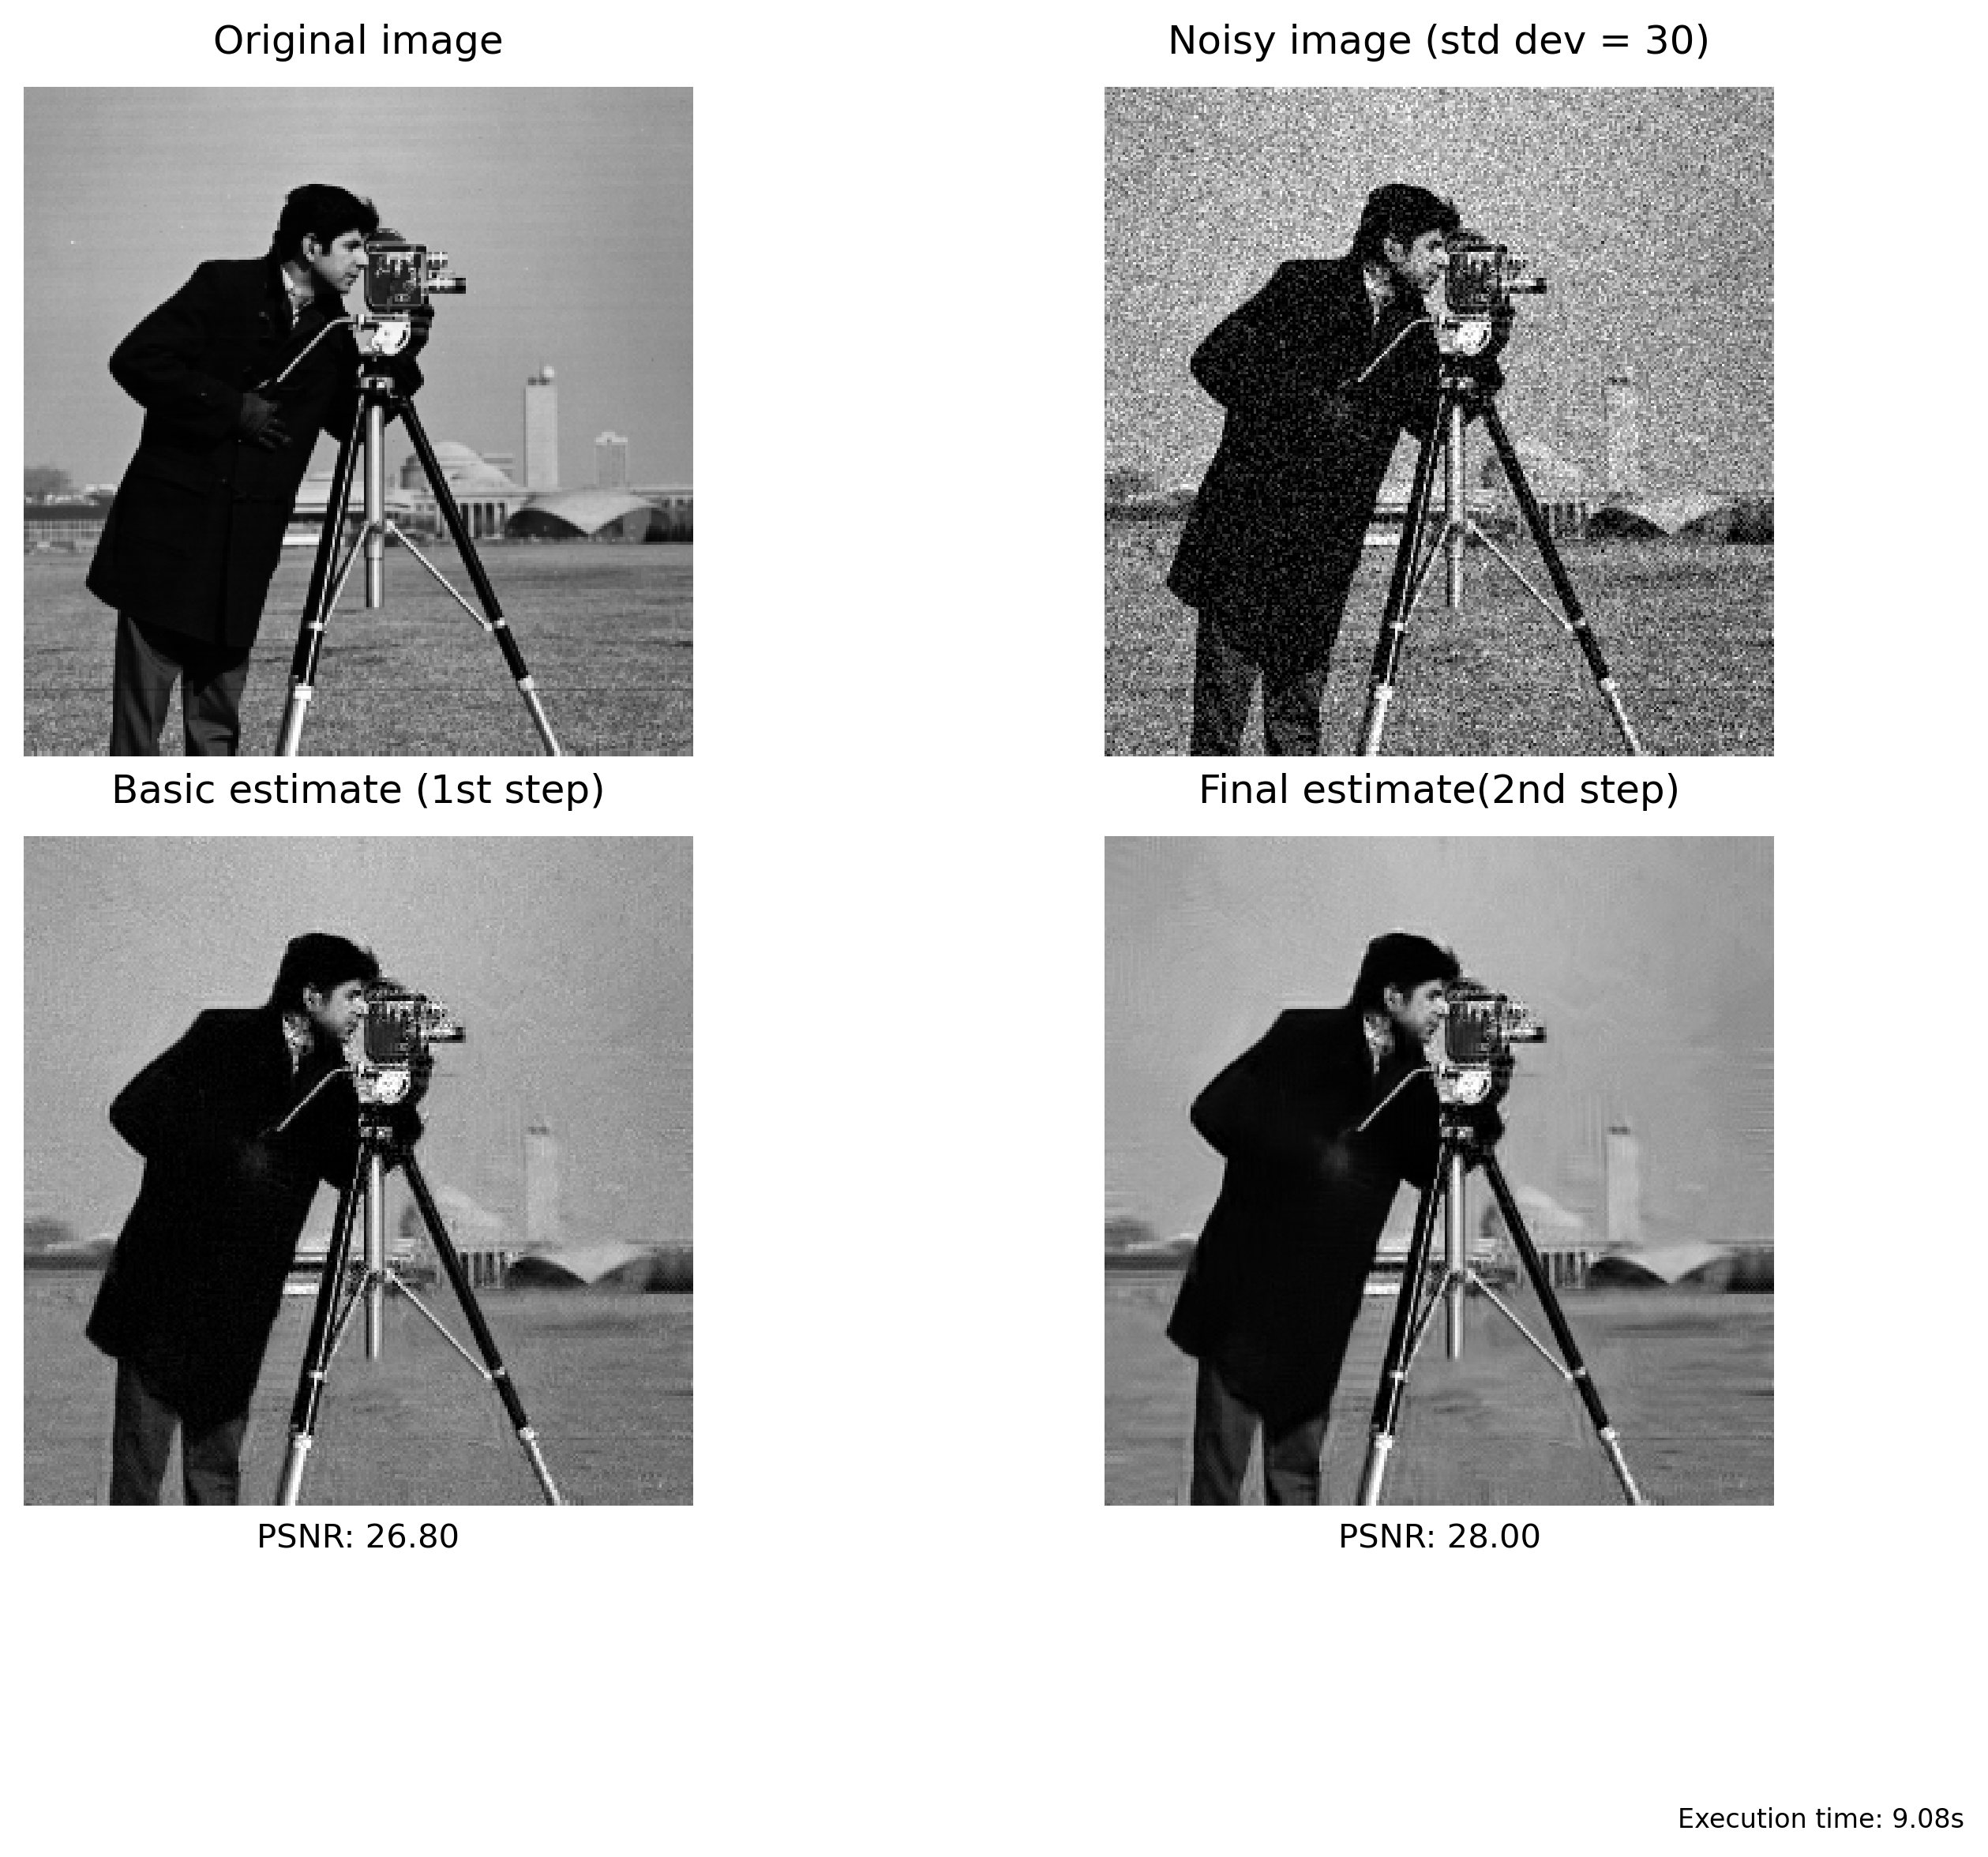 Original image
Noisy image (std dev = 30)
Basic estimate (1st step)
Final estimate(2nd step)
PSNR: 26.80
PSNR: 28.00
Execution time: 9.08s